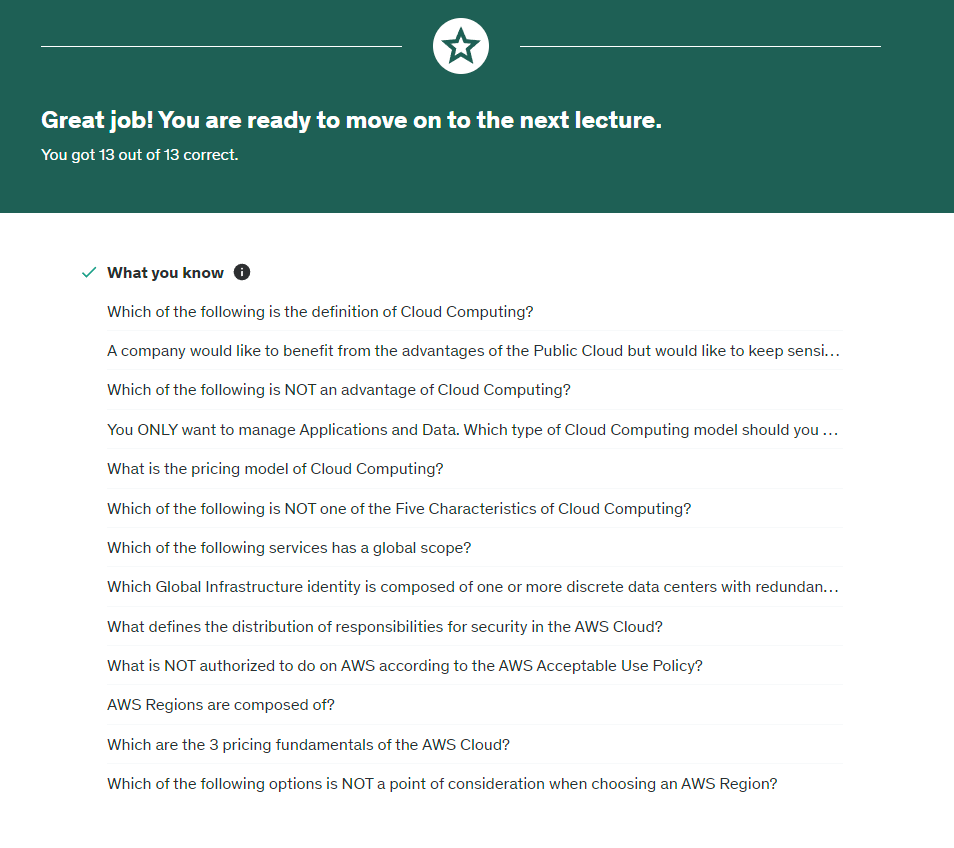 Great job! You are ready to move on to the next lecture.
You got 13 out of 13 correct.
What you know
Which of the following is the definition of Cloud Computing?
A company would like to benefit from the advantages of the Public Cloud but would like to keep sensi...
Which of the following is NOT an advantage of Cloud Computing?
You ONLY want to manage Applications and Data. Which type of Cloud Computing model should you ...
What is the pricing model of Cloud Computing?
Which of the following is NOT one of the Five Characteristics of Cloud Computing?
Which of the following services has a global scope?
Which Global Infrastructure identity is composed of one or more discrete data centers with redundan...
What defines the distribution of responsibilities for security in the AWS Cloud?
What is NOT authorized to do on AWS according to the AWS Acceptable Use Policy?
AWS Regions are composed of?
Which are the 3 pricing fundamentals of the AWS Cloud?
Which of the following options is NOT a point of consideration when choosing an AWS Region?